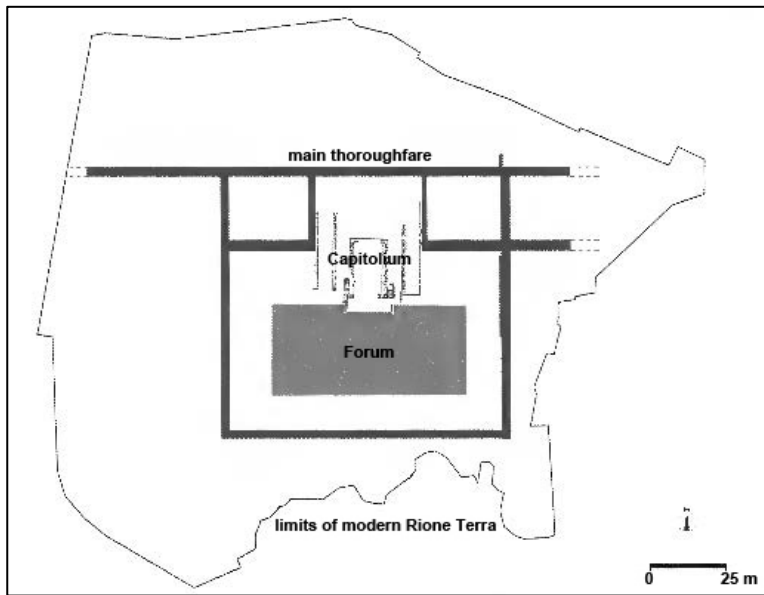 main thoroughfare
Capitolium
Forum
limits of modern Rione Terra
N
0 25 m